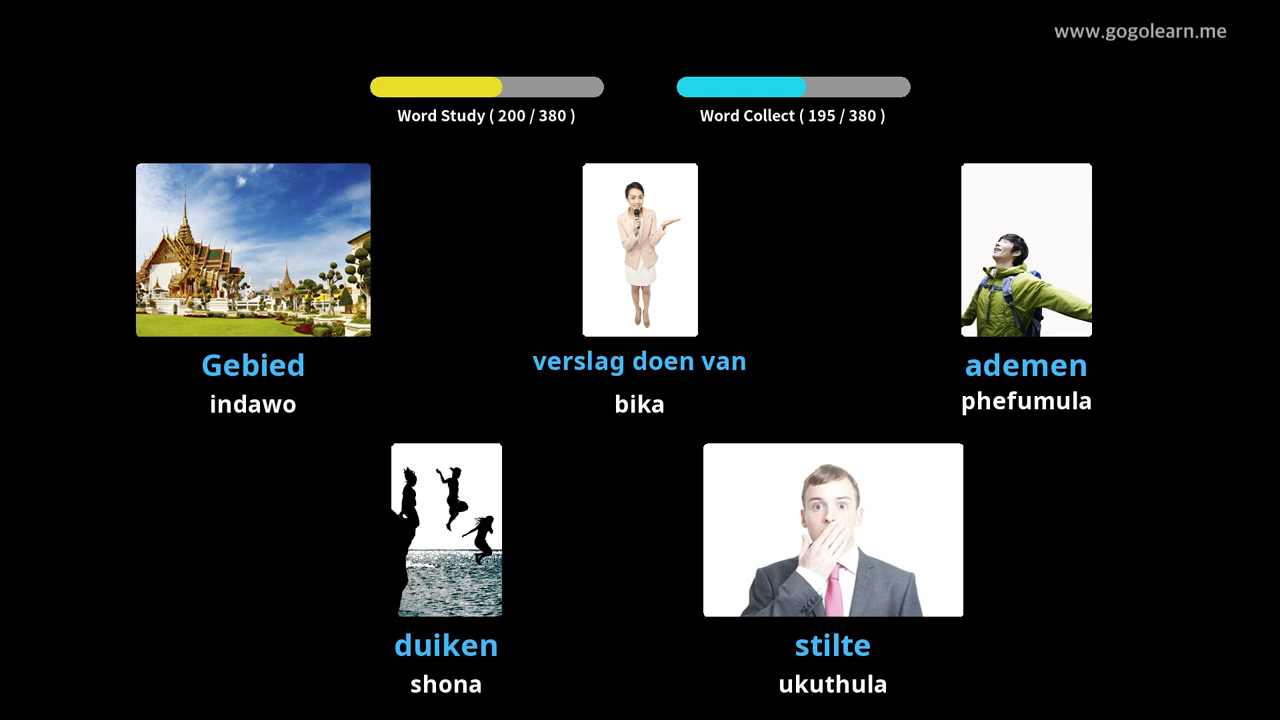 www.gogolearn.me
Word Study ( 200 / 380 )
Word Collect ( 195 / 380 )
Gebied
indawo
verslag doen van
bika
ademen
phefumula
duiken
shona
stilte
ukuthula